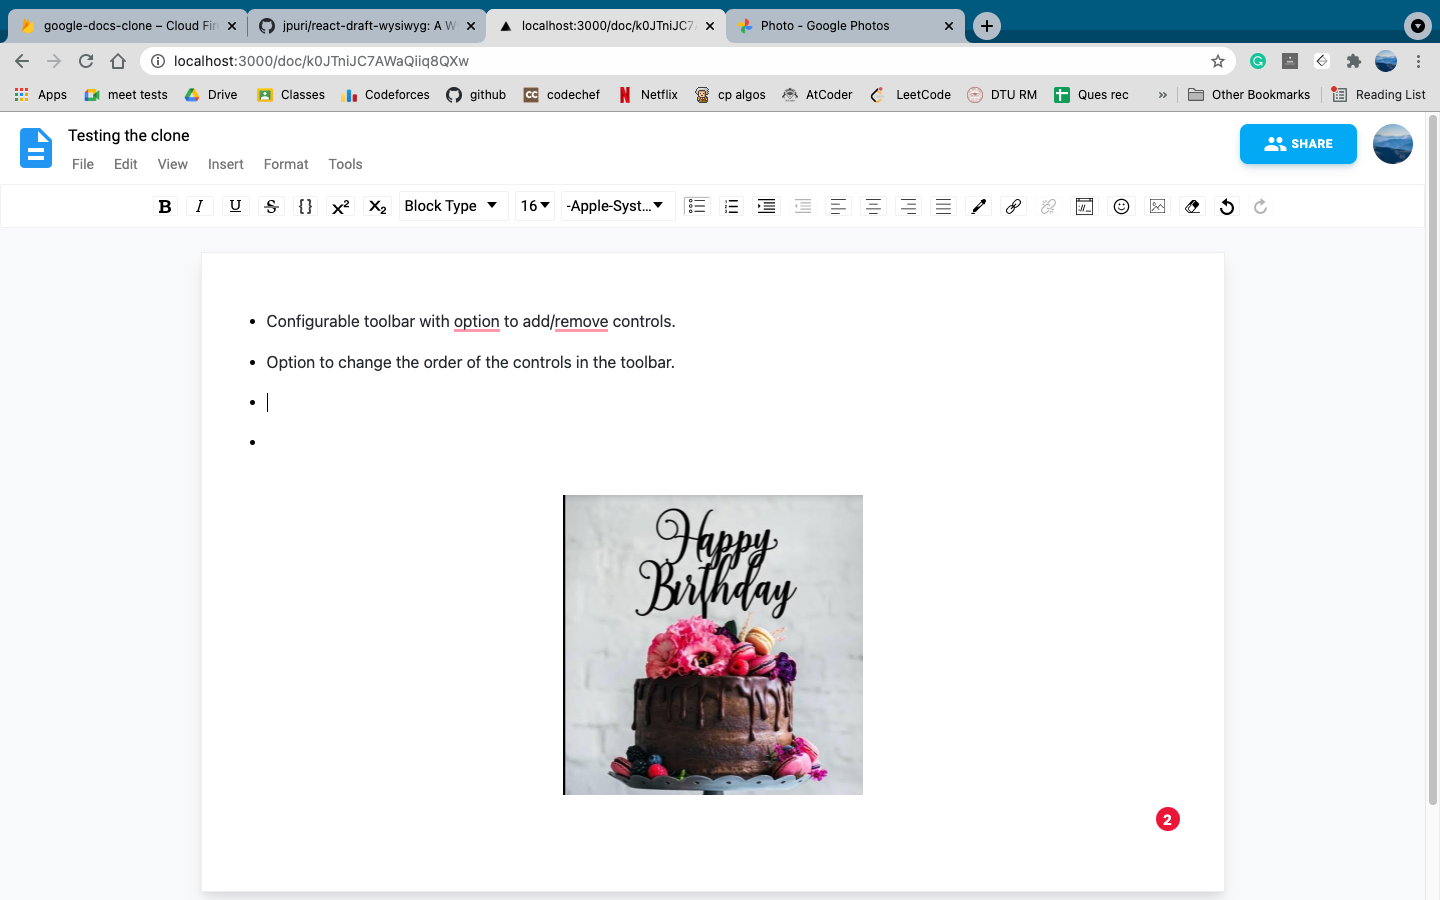 google-docs-clone – Cloud Fir
jpuri/react-draft-wysiwyg: A W
localhost:3000/doc/k0JTniJC7
Photo - Google Photos
localhost:3000/doc/k0JTniJC7AWaQiiq8QXw
Apps
meet tests
Drive
Classes
Codeforces
github
codechef
Netflix
cp algos
AtCoder
LeetCode
DTU RM
Ques rec
»
Other Bookmarks
Reading List
Testing the clone
SHARE
File Edit View Insert Format Tools
B I U S {} X² X₂ Block Type 16 -Apple-Syst...
• Configurable toolbar with option to add/remove controls.
• Option to change the order of the controls in the toolbar.
•
•
Happy
Birthday
2